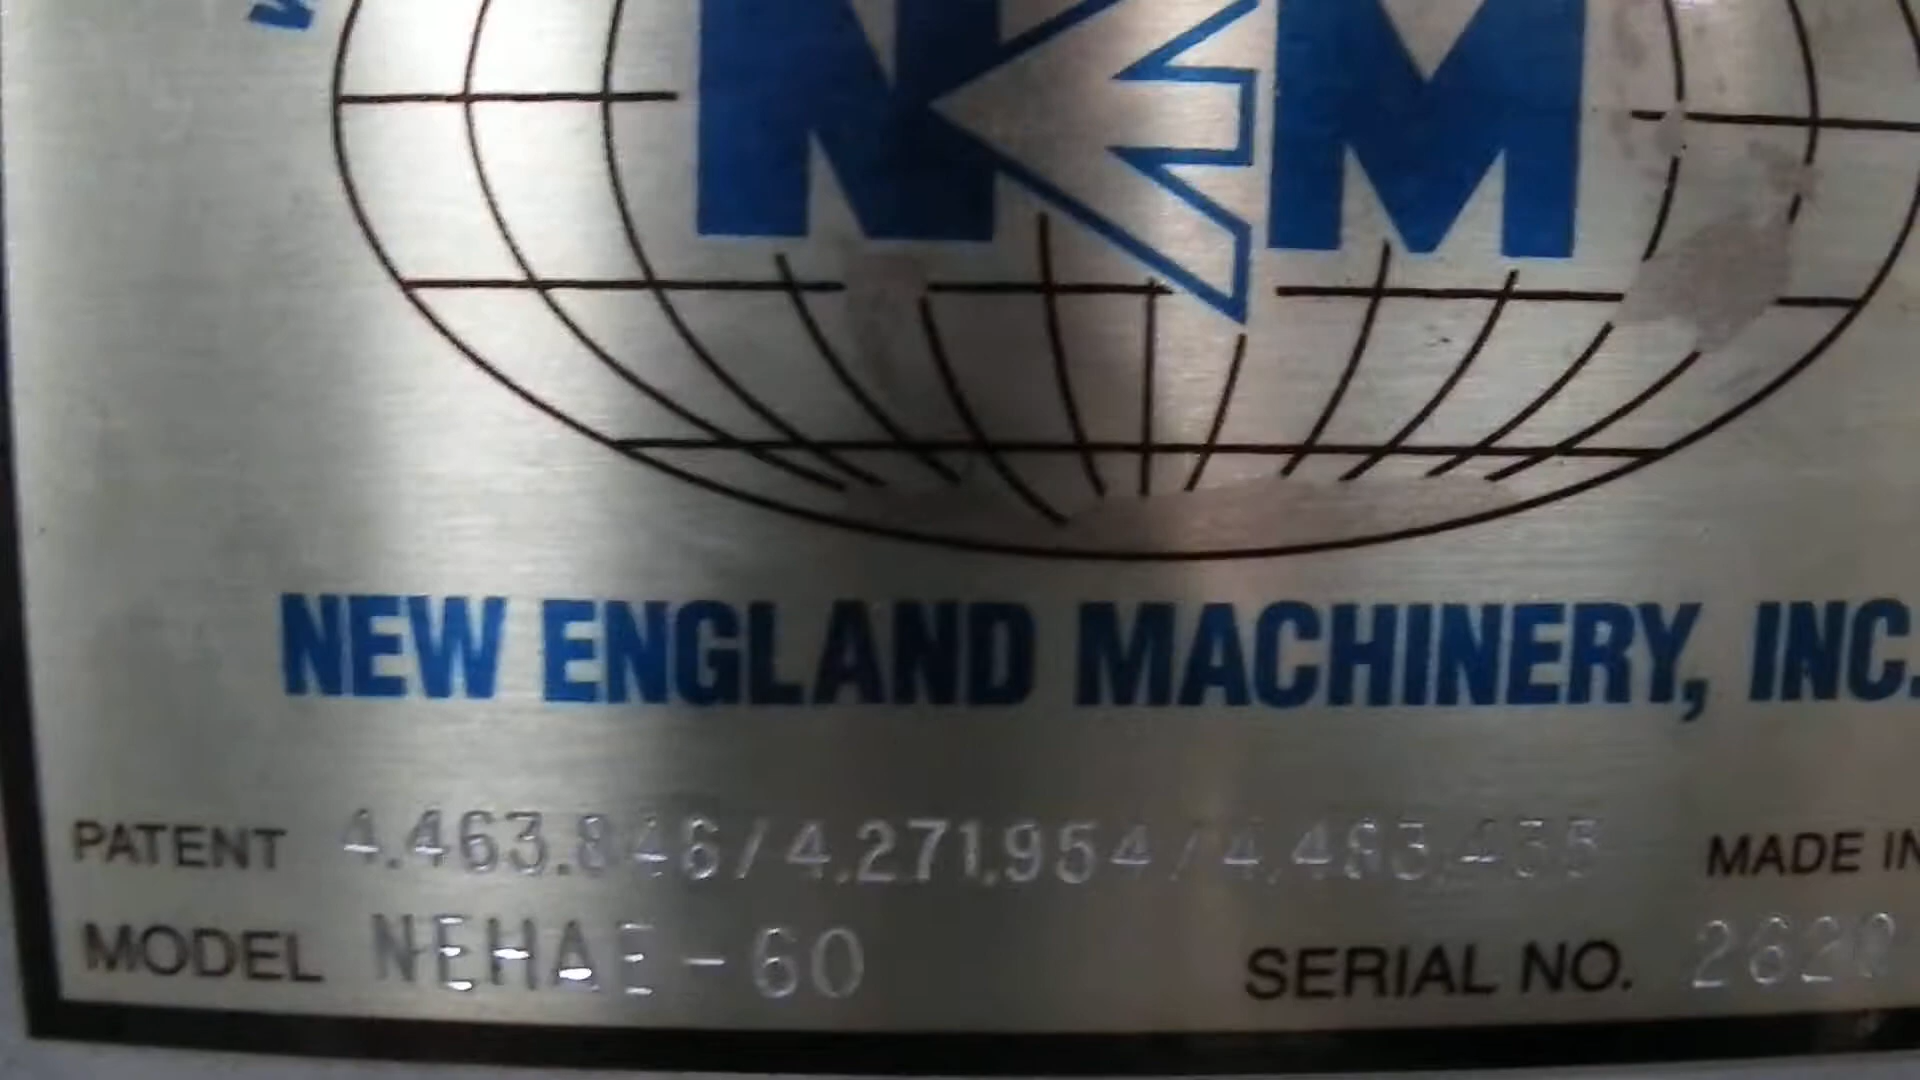 NEM
NEW ENGLAND MACHINERY, INC.
PATENT 4.463.846/4.271.954/4.493.435 MADE IN
MODEL NEHAE-60 SERIAL NO. 2620